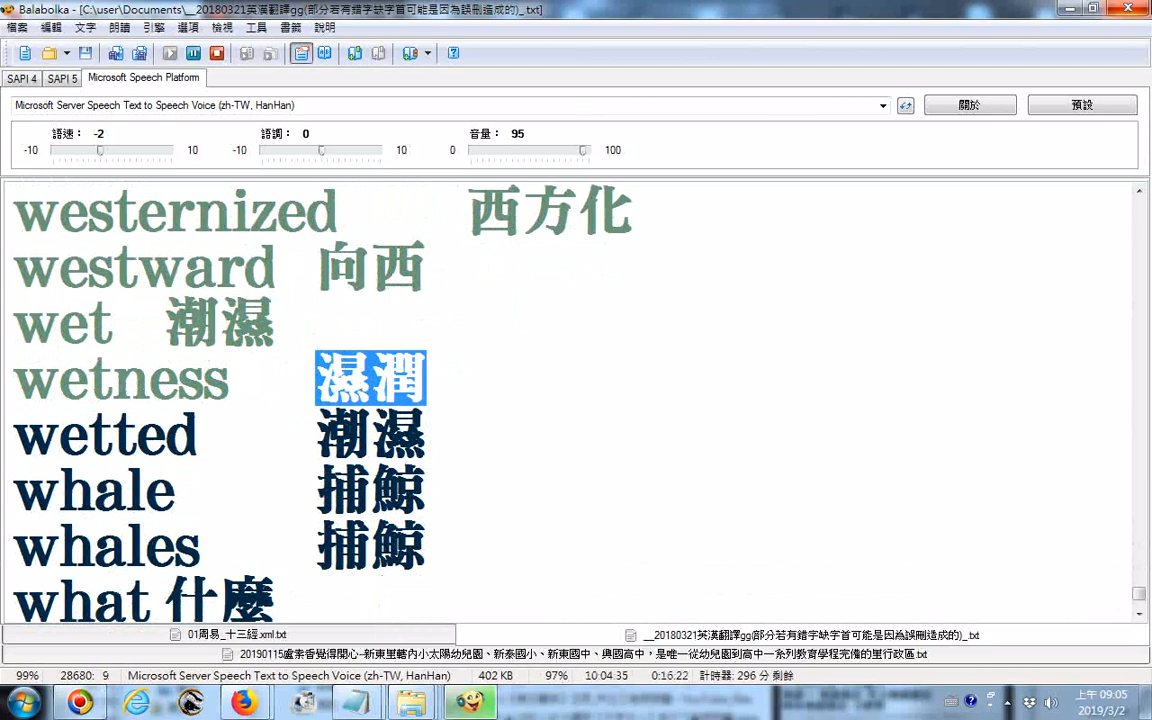 Balabolka - [C:\user\Documents\__20180321英漢翻譯gg(部分若有錯字缺字首可能是因為誤刪造成的)_.txt]
檔案 編輯 文字 朗讀 引擎 選項 檢視 工具 書籤 說明
SAPI 4 SAPI 5 Microsoft Speech Platform
Microsoft Server Speech Text to Speech Voice (zh-TW, HanHan) 關於 預設
語速： -2 語調： 0 音量： 95
-10 10 -10 10 0 100
westernized 西方化
westward 向西
wet 潮濕
wetness 濕潤
wetted 潮濕
whale 捕鯨
whales 捕鯨
what 什麼
01周易_十三經.xml.txt __20180321英漢翻譯gg(部分若有錯字缺字首可能是因為誤刪造成的)_.txt
20190115盧素香覺得開心-新東里轄內小太陽幼兒園、新泰國小、新東國中、興國高中，是唯一從幼兒園到高中一系列教育學程完備的里行政區.txt
99% 28680: 9 Microsoft Server Speech Text to Speech Voice (zh-TW, HanHan) 402 KB 97% 10:04:35 0:16:22 計時器: 296 分 剩餘
上午 09:05
2019/3/2